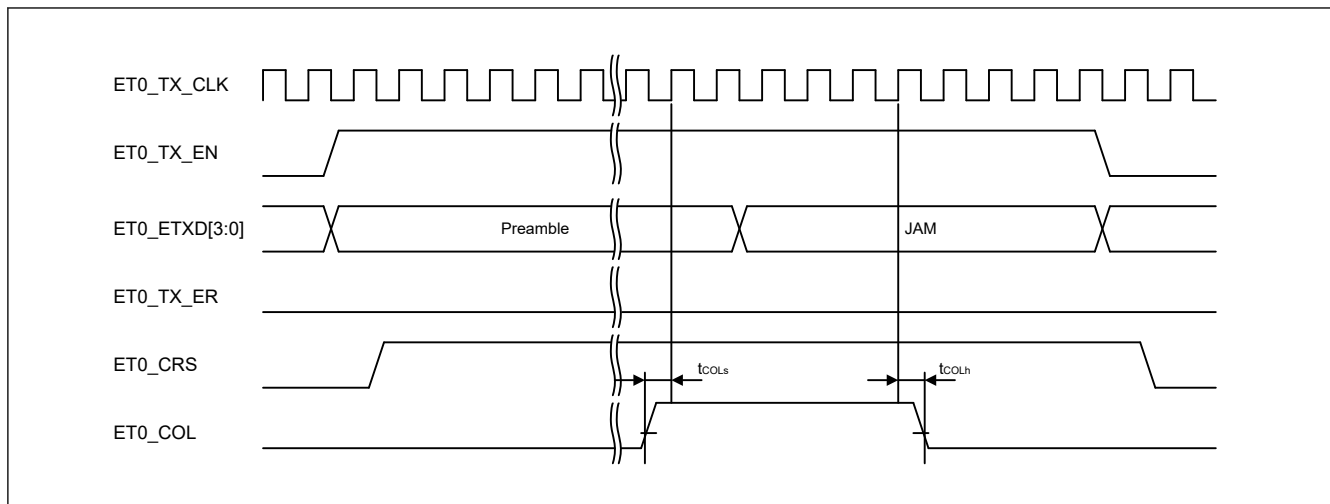 ET0_TX_CLK
ET0_TX_EN
ET0_ETXD[3:0]
Preamble
JAM
ET0_TX_ER
ET0_CRS
tCOLs
tCOLh
ET0_COL